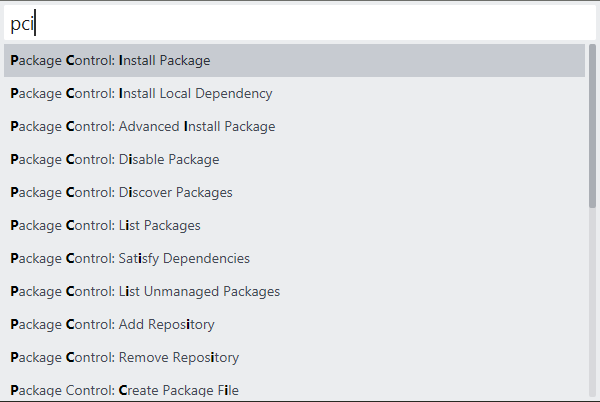 pci
Package Control: Install Package
Package Control: Install Local Dependency
Package Control: Advanced Install Package
Package Control: Disable Package
Package Control: Discover Packages
Package Control: List Packages
Package Control: Satisfy Dependencies
Package Control: List Unmanaged Packages
Package Control: Add Repository
Package Control: Remove Repository
Package Control: Create Package File